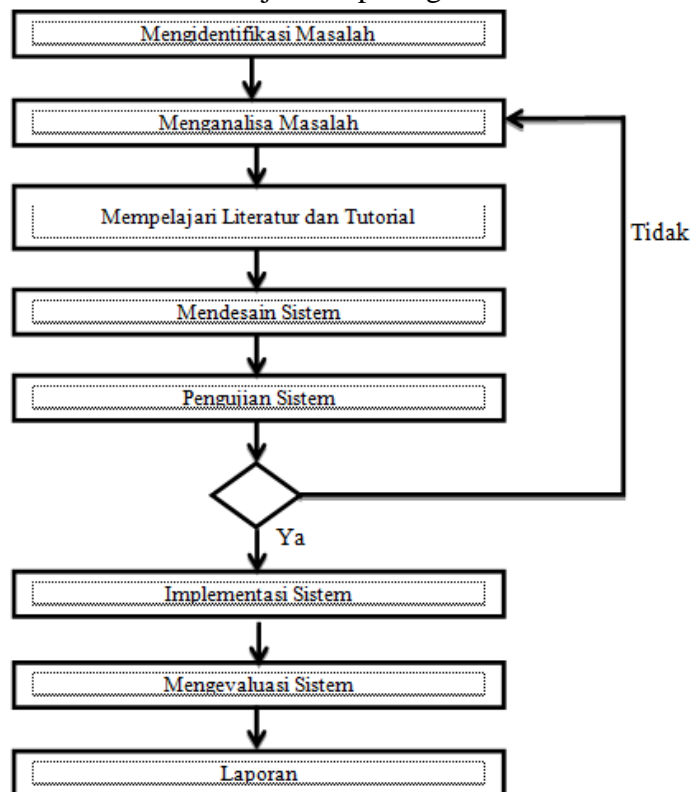 Mengidentifikasi Masalah
Menganalisa Masalah
Mempelajari Literatur dan Tutorial
Tidak
Mendesain Sistem
Pengujian Sistem
Ya
Implementasi Sistem
Mengevaluasi Sistem
Laporan